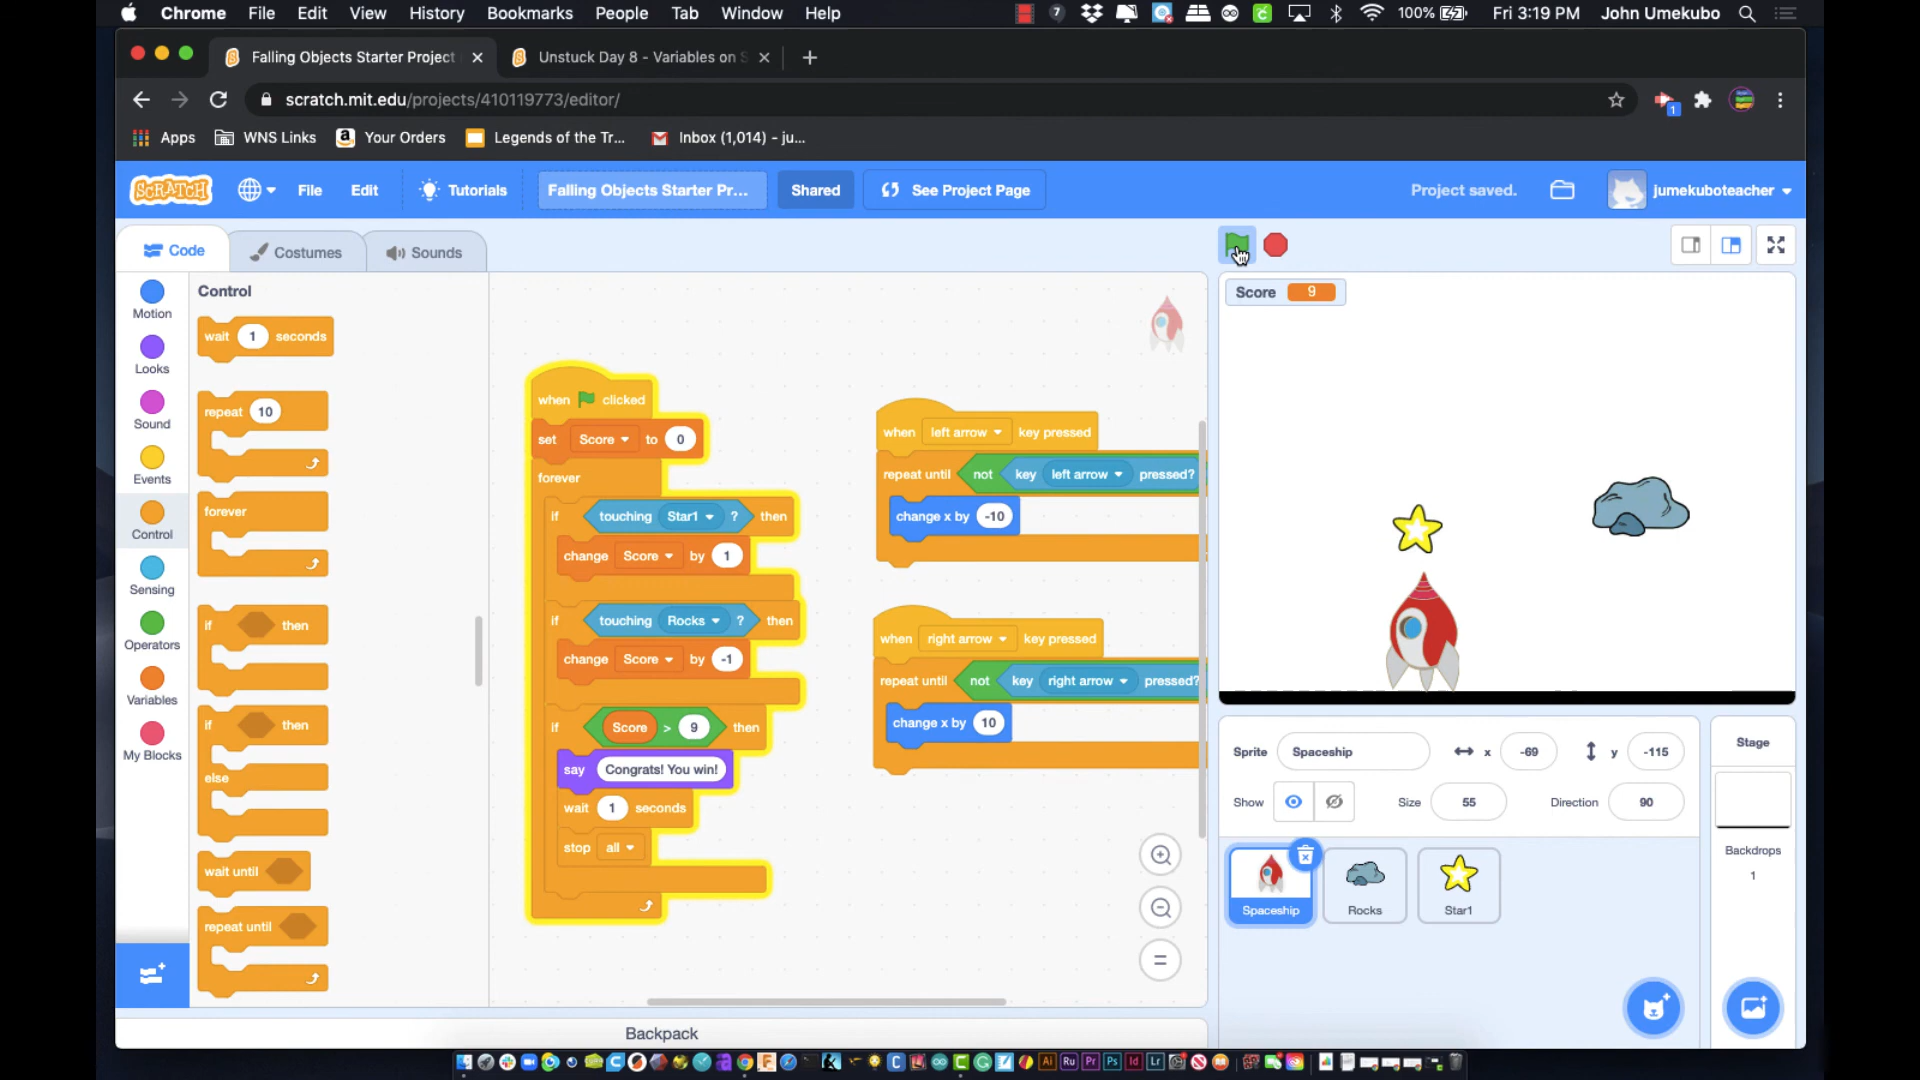 Chrome File Edit View History Bookmarks People Tab Window Help 7 100% Fri 3:19 PM John Umekubo
Falling Objects Starter Project Unstuck Day 8 - Variables on S
scratch.mit.edu/projects/410119773/editor/ 1
Apps WNS Links Your Orders Legends of the Tr... Inbox (1,014) - ju...
SCRATCH File Edit Tutorials Falling Objects Starter Pr... Shared See Project Page Project saved. jumekuboteacher
Code Costumes Sounds
Motion
Looks
Sound
Events
Control
Sensing
Operators
Variables
My Blocks
Control
wait 1 seconds
repeat 10
forever
if then
if then
else
wait until
repeat until
when clicked
set Score to 0
forever
if touching Star1 ? then
change Score by 1
if touching Rocks ? then
change Score by -1
if Score > 9 then
say Congrats! You win!
wait 1 seconds
stop all
when left arrow key pressed
repeat until not key left arrow pressed?
change x by -10
when right arrow key pressed
repeat until not key right arrow pressed?
change x by 10
Score 9
Sprite Spaceship x -69 y -115
Show Size 55 Direction 90
Spaceship Rocks Star1
Stage
Backdrops
1
Backpack
Ai Ru Pr Ps Id Lr